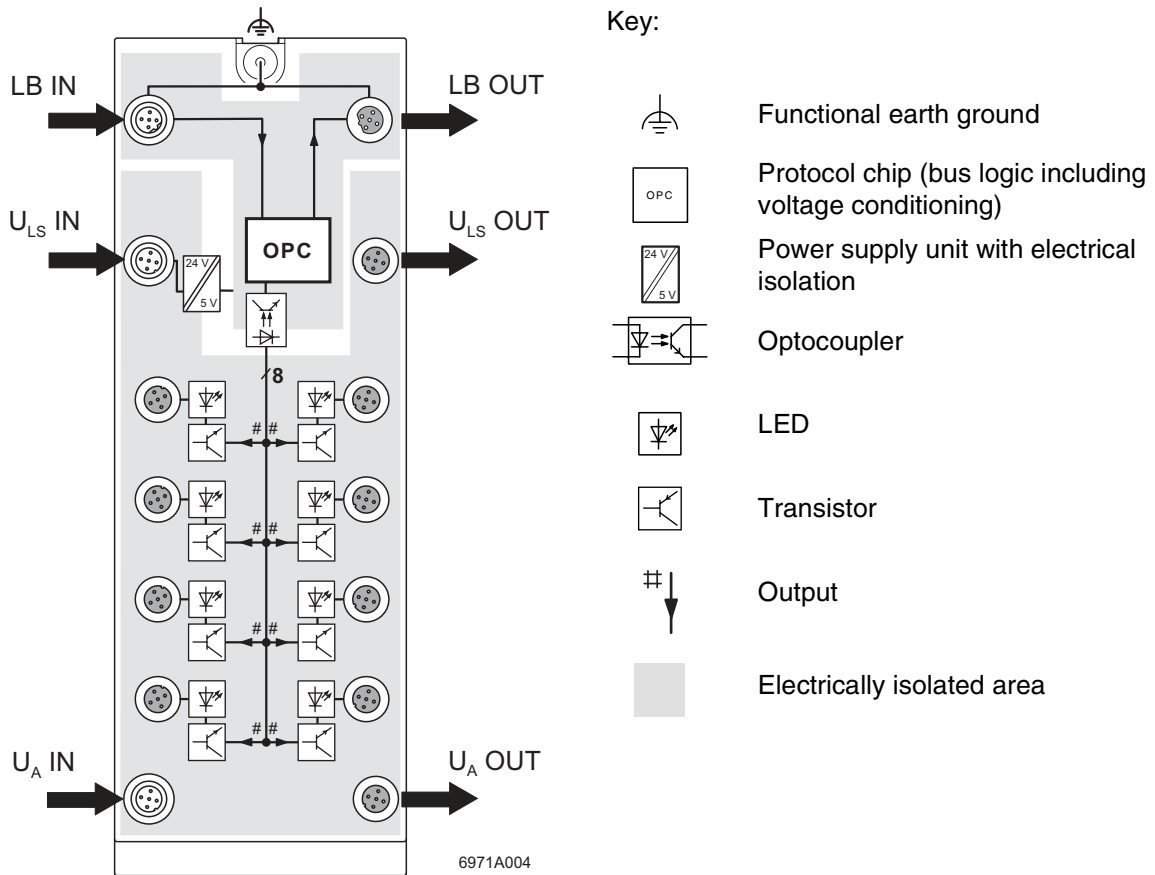 LB IN
LB OUT
U_LS IN
U_LS OUT
OPC
24 V
5 V
8
# #
# #
# #
# #
U_A IN
U_A OUT
6971A004
Key:
Functional earth ground
OPC
Protocol chip (bus logic including
voltage conditioning)
24 V
5 V
Power supply unit with electrical
isolation
Optocoupler
LED
Transistor
#
Output
Electrically isolated area